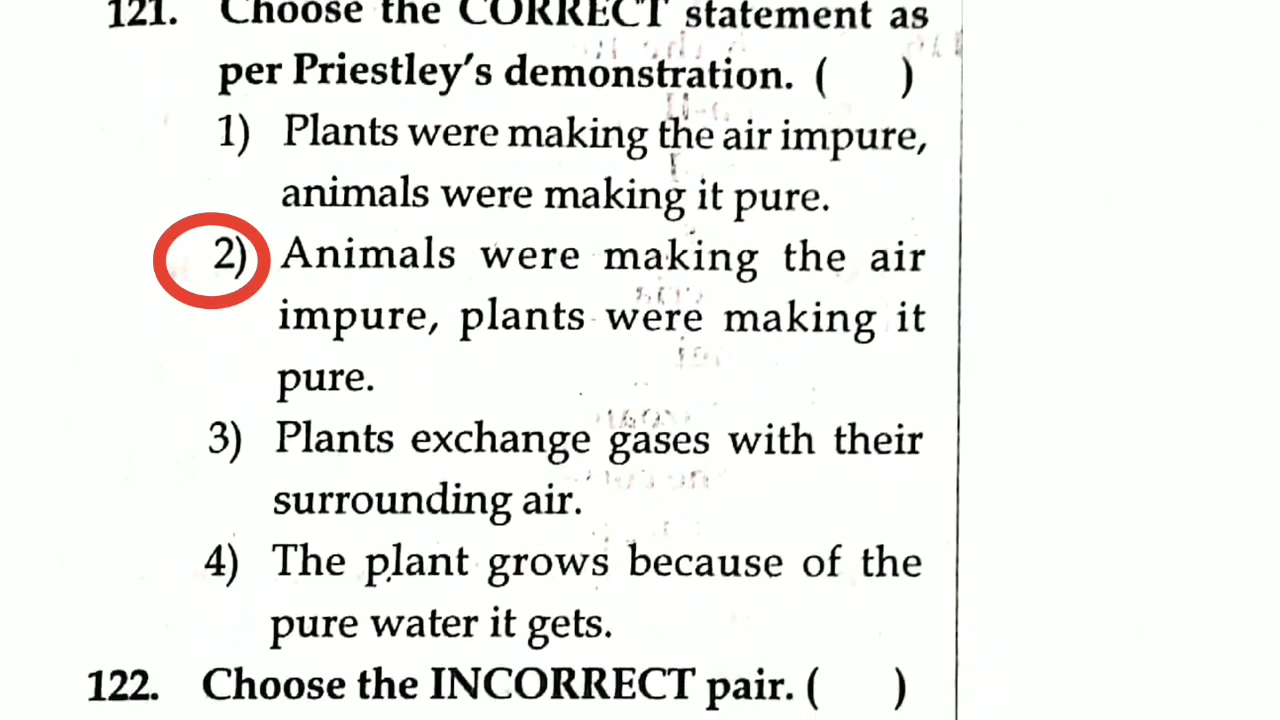 121. Choose the CORRECT statement as
per Priestley's demonstration. ( )
1) Plants were making the air impure,
animals were making it pure.
2) Animals were making the air
impure, plants were making it
pure.
3) Plants exchange gases with their
surrounding air.
4) The plant grows because of the
pure water it gets.
122. Choose the INCORRECT pair. ( )